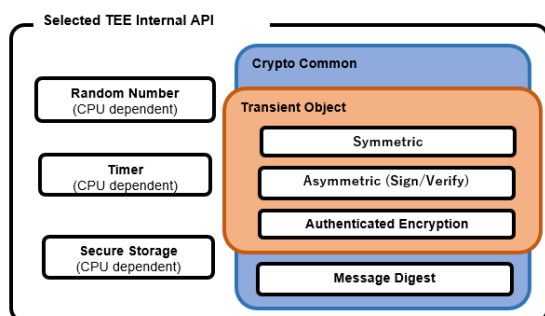 Selected TEE Internal API
Random Number
(CPU dependent)
Timer
(CPU dependent)
Secure Storage
(CPU dependent)
Crypto Common
Transient Object
Symmetric
Asymmetric (Sign/Verify)
Authenticated Encryption
Message Digest